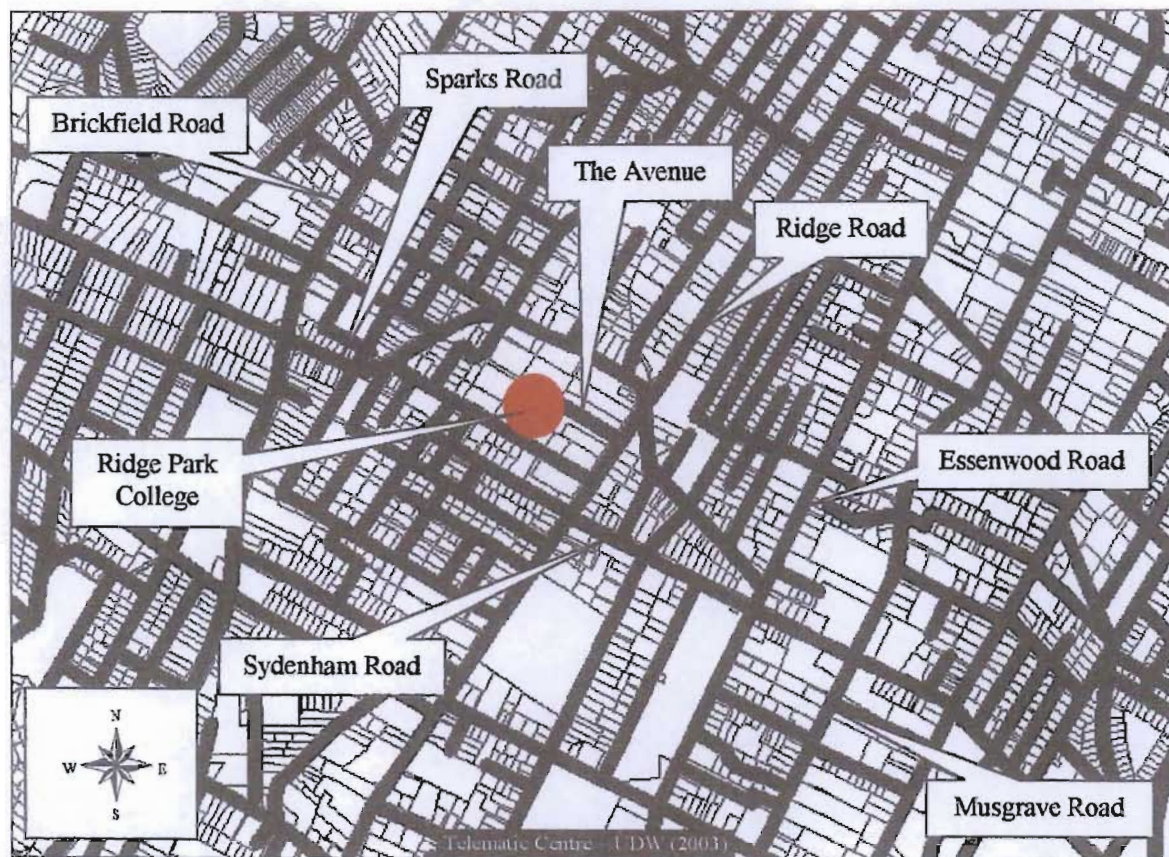 Sparks Road
Brickfield Road
The Avenue
Ridge Road
Ridge Park
College
Essenwood Road
Sydenham Road
N
W E
S
Musgrave Road
Telematic Centre - UDW (2003)